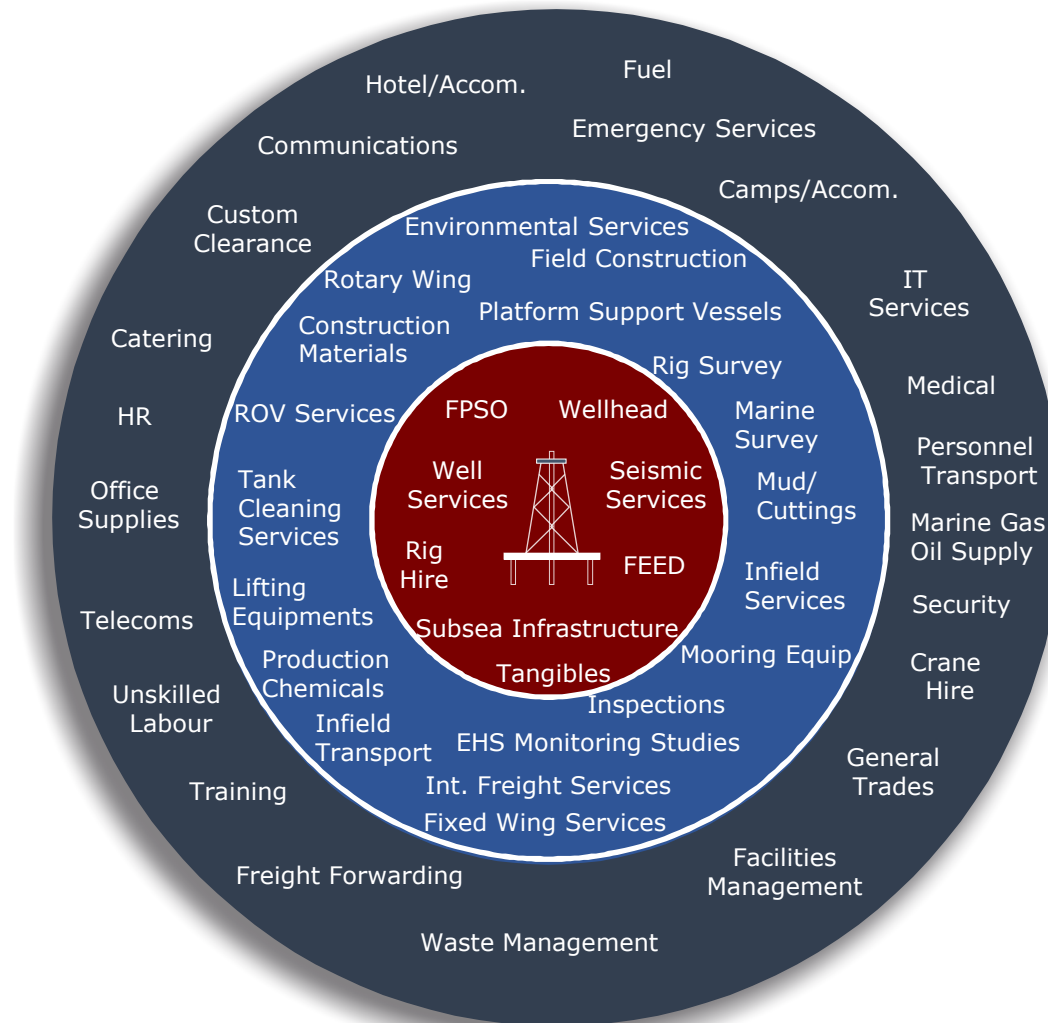 Hotel/Accom.
Fuel
Communications
Emergency Services
Camps/Accom.
Custom
Clearance
IT
Services
Catering
Medical
HR
Personnel
Transport
Office
Supplies
Marine Gas
Oil Supply
Telecoms
Security
Crane
Hire
Unskilled
Labour
General
Trades
Training
Facilities
Management
Freight Forwarding
Waste Management
Environmental Services
Field Construction
Rotary Wing
Platform Support Vessels
Construction
Materials
Rig Survey
ROV Services
Marine
Survey
Tank
Cleaning
Services
Mud/
Cuttings
Lifting
Equipments
Infield
Services
Production
Chemicals
Mooring Equip
Infield
Transport
Inspections
EHS Monitoring Studies
Int. Freight Services
Fixed Wing Services
FPSO
Wellhead
Well
Services
Seismic
Services
Rig
Hire
FEED
Subsea Infrastructure
Tangibles